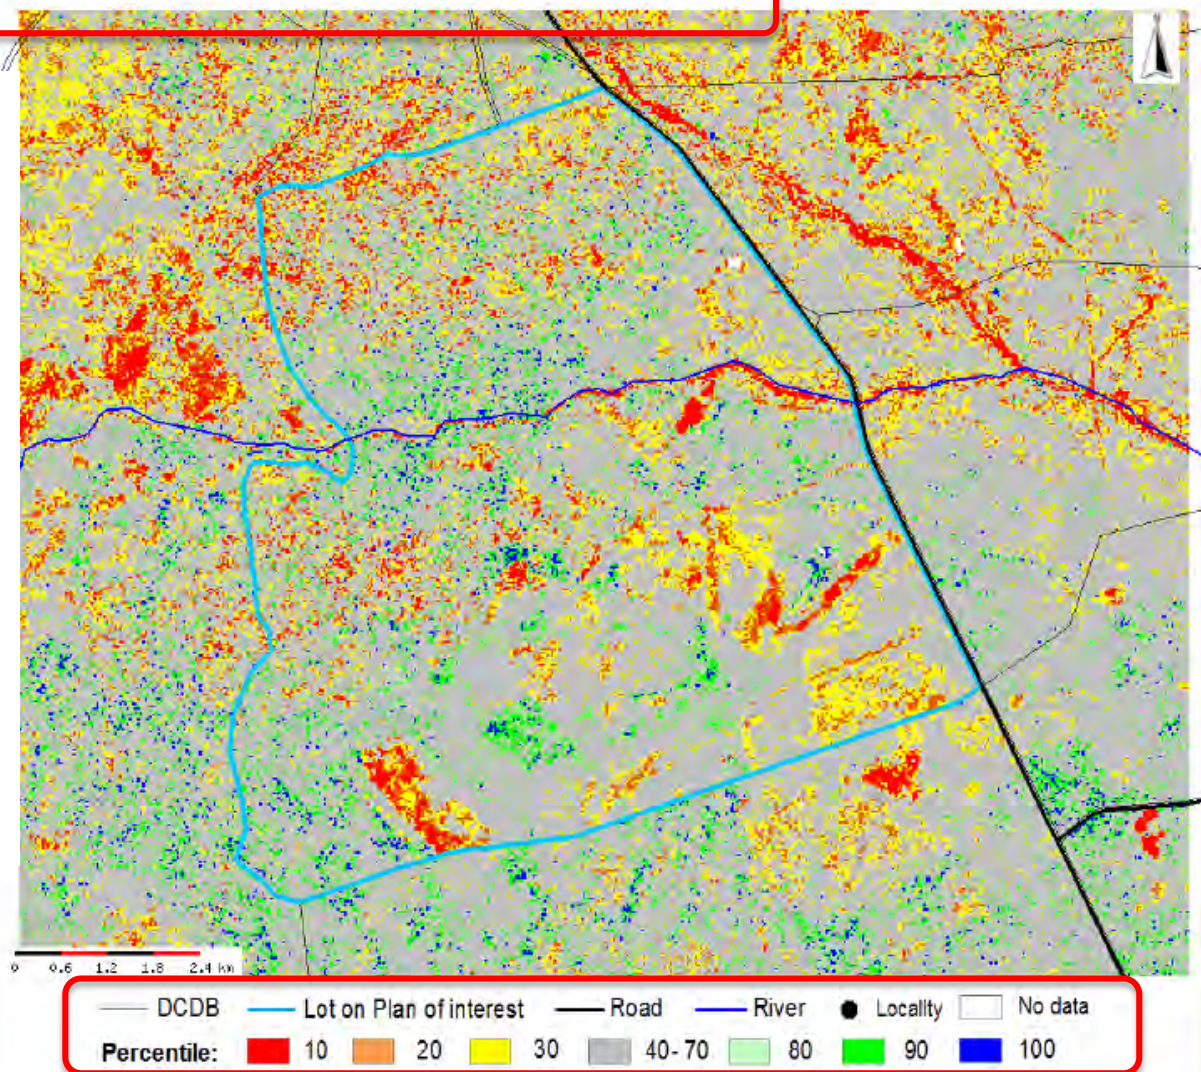 0 0.6 1.2 1.8 2.4 km
DCDB Lot on Plan of interest Road River Locality No data
Percentile: 10 20 30 40-70 80 90 100